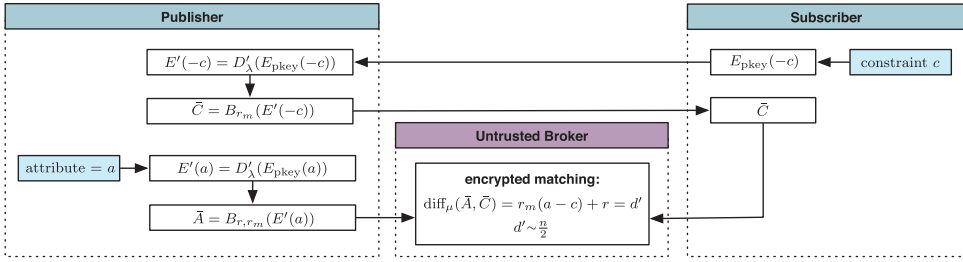 Publisher
Subscriber
E′(−c) = D′λ(Epkey(−c))
Epkey(−c)
constraint c
C̄ = Brm(E′(−c))
C̄
Untrusted Broker
attribute = a
E′(a) = D′λ(Epkey(a))
encrypted matching:
diffμ(Ā, C̄) = rm(a − c) + r = d′
d′ ~ n/2
Ā = Br,rm(E′(a))